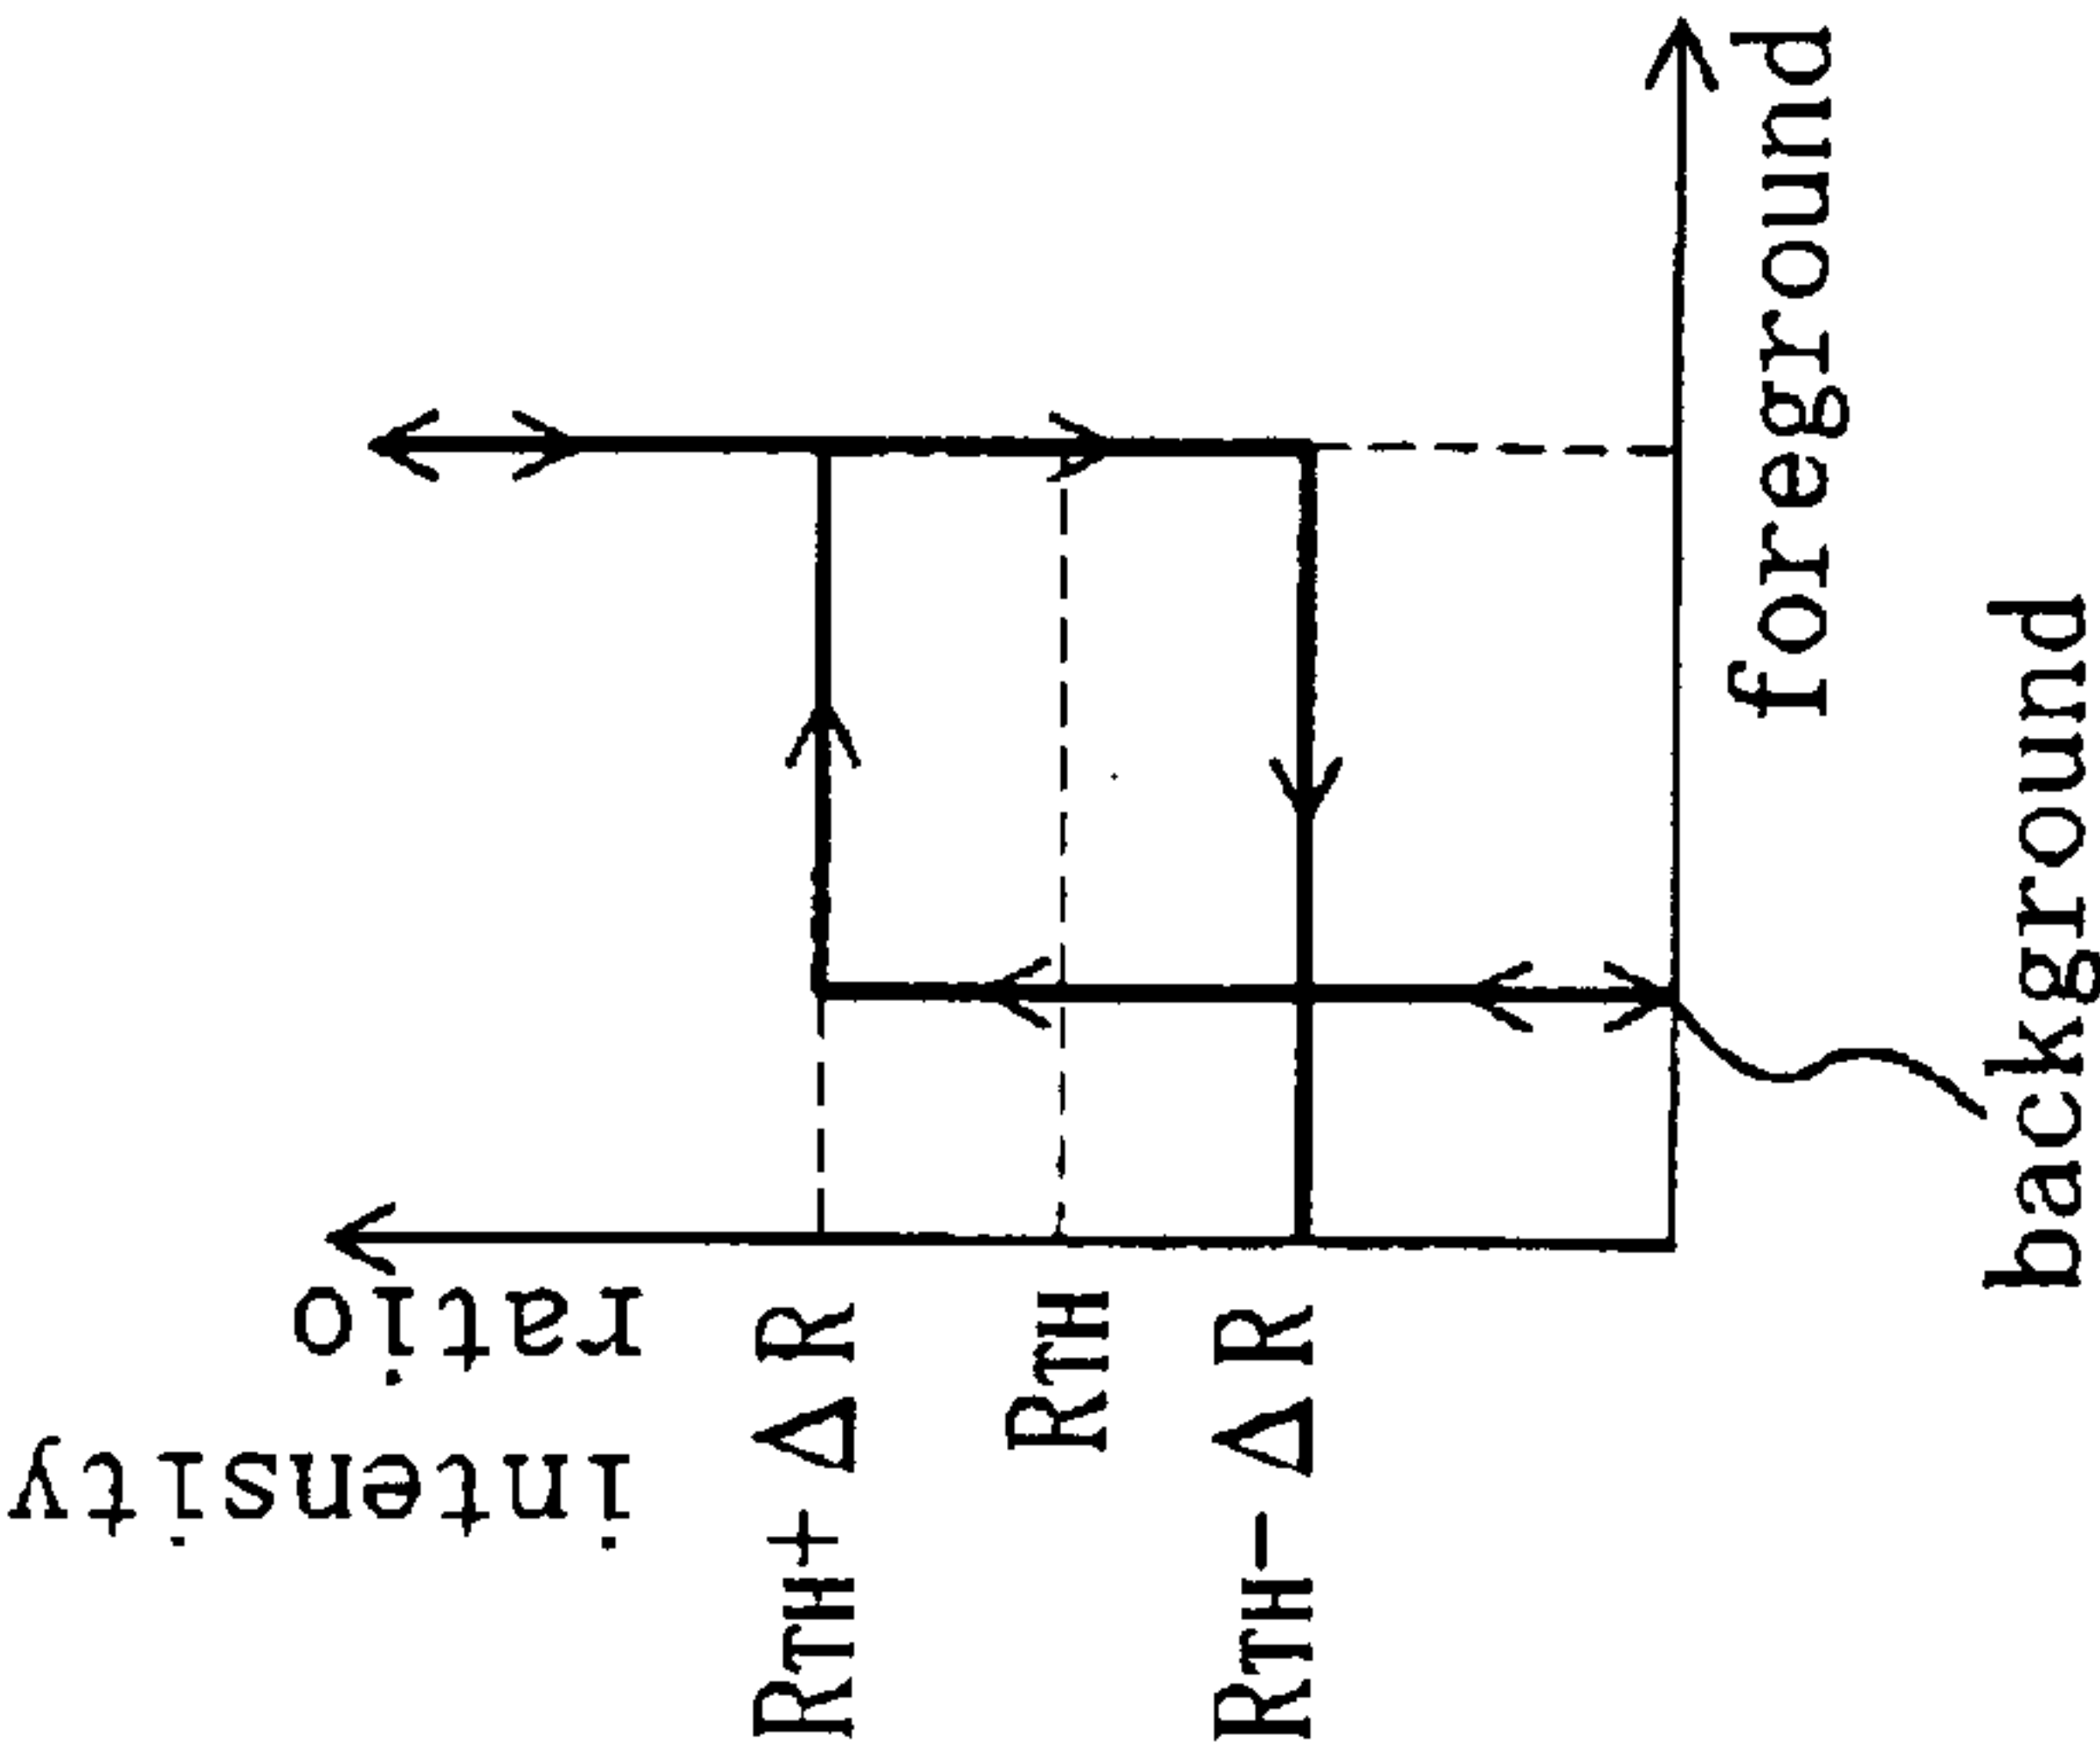 intensity
ratio
RTH+ΔR
RTH
RTH-ΔR
foreground
background